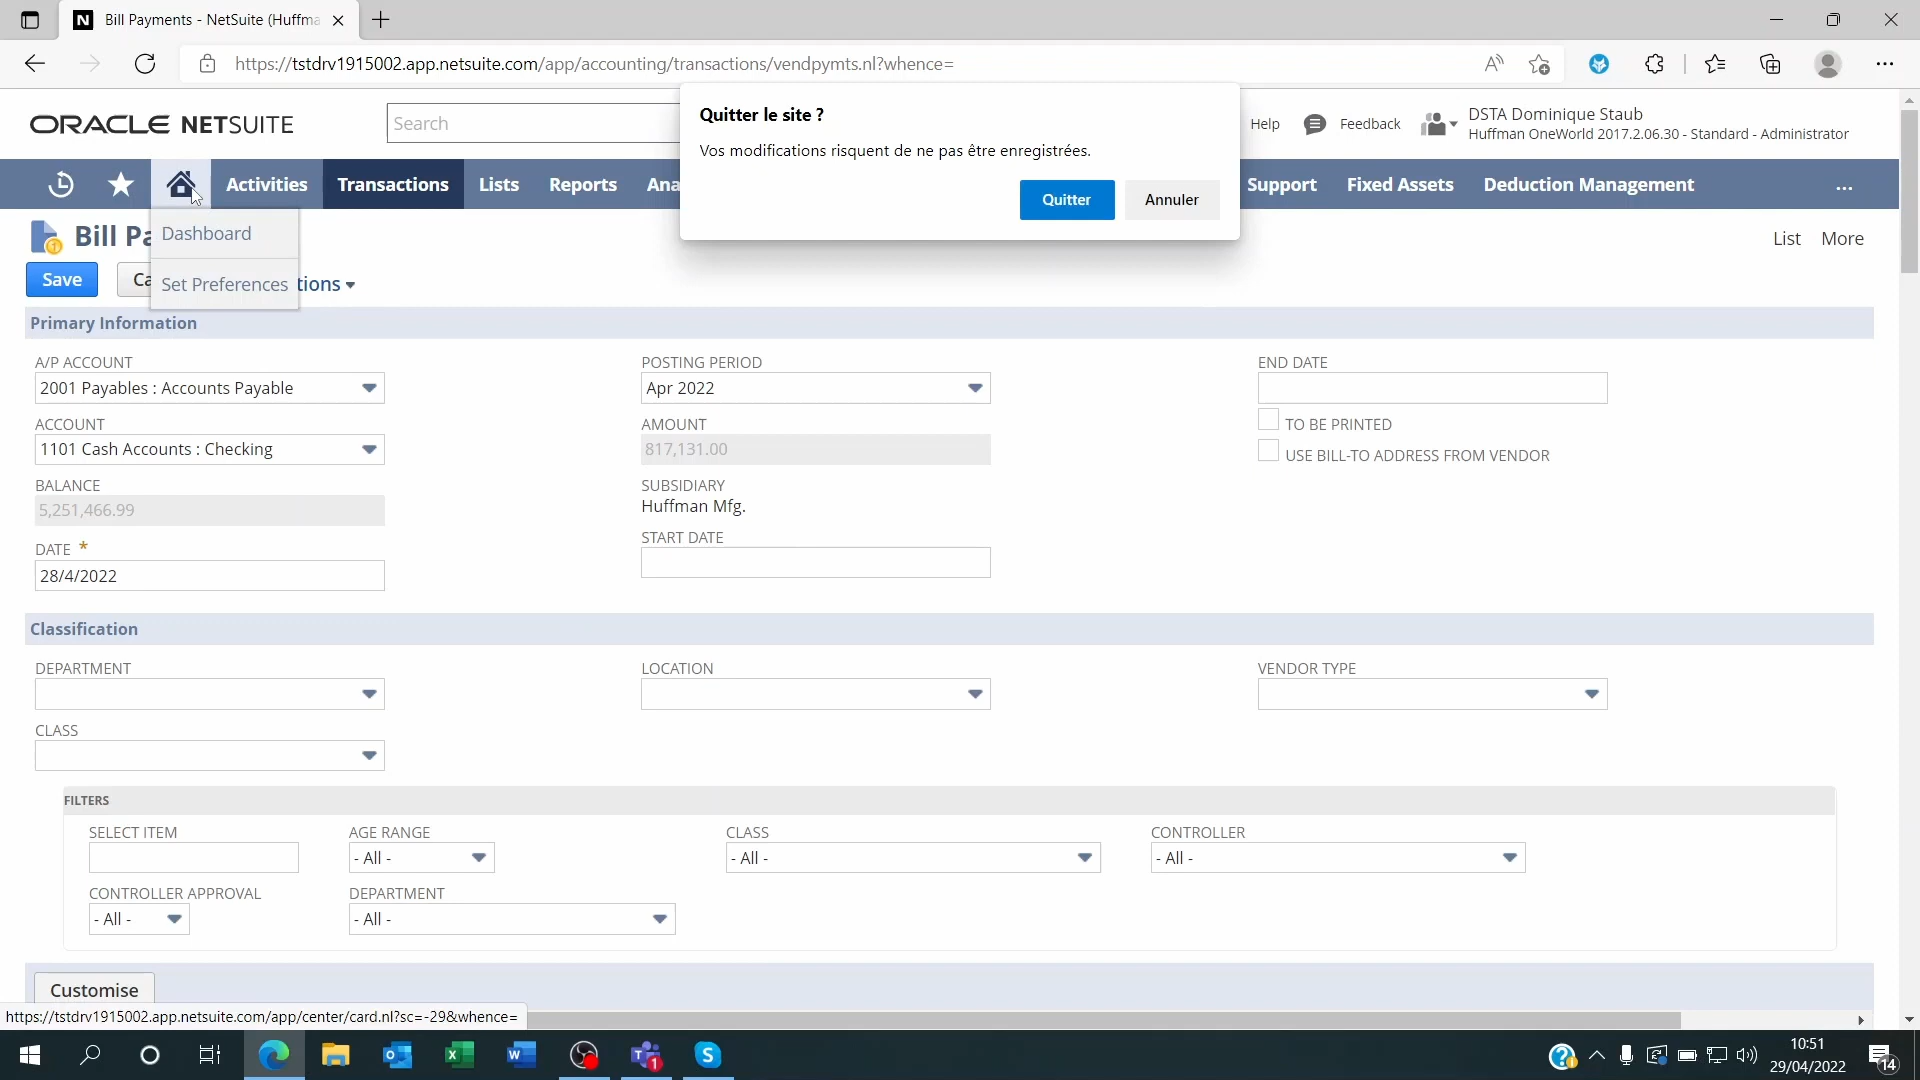 Bill Payments - NetSuite (Huffma
https://tstdrv1915002.app.netsuite.com/app/accounting/transactions/vendpymts.nl?whence=
Quitter le site ?
Vos modifications risquent de ne pas être enregistrées.
Quitter
Annuler
ORACLE NETSUITE
Search
Help
Feedback
DSTA Dominique Staub
Huffman OneWorld 2017.2.06.30 - Standard - Administrator
Activities
Transactions
Lists
Reports
Ana
Support
Fixed Assets
Deduction Management
...
Dashboard
Set Preferences
Bill Pa
List
More
Save
Ca
tions
Primary Information
A/P ACCOUNT
2001 Payables : Accounts Payable
ACCOUNT
1101 Cash Accounts : Checking
BALANCE
5,251,466.99
DATE *
28/4/2022
POSTING PERIOD
Apr 2022
AMOUNT
817,131.00
SUBSIDIARY
Huffman Mfg.
START DATE
END DATE
TO BE PRINTED
USE BILL-TO ADDRESS FROM VENDOR
Classification
DEPARTMENT
LOCATION
VENDOR TYPE
CLASS
FILTERS
SELECT ITEM
AGE RANGE
- All -
CLASS
- All -
CONTROLLER
- All -
CONTROLLER APPROVAL
- All -
DEPARTMENT
- All -
Customise
https://tstdrv1915002.app.netsuite.com/app/center/card.nl?sc=-29&whence=
10:51
29/04/2022
14